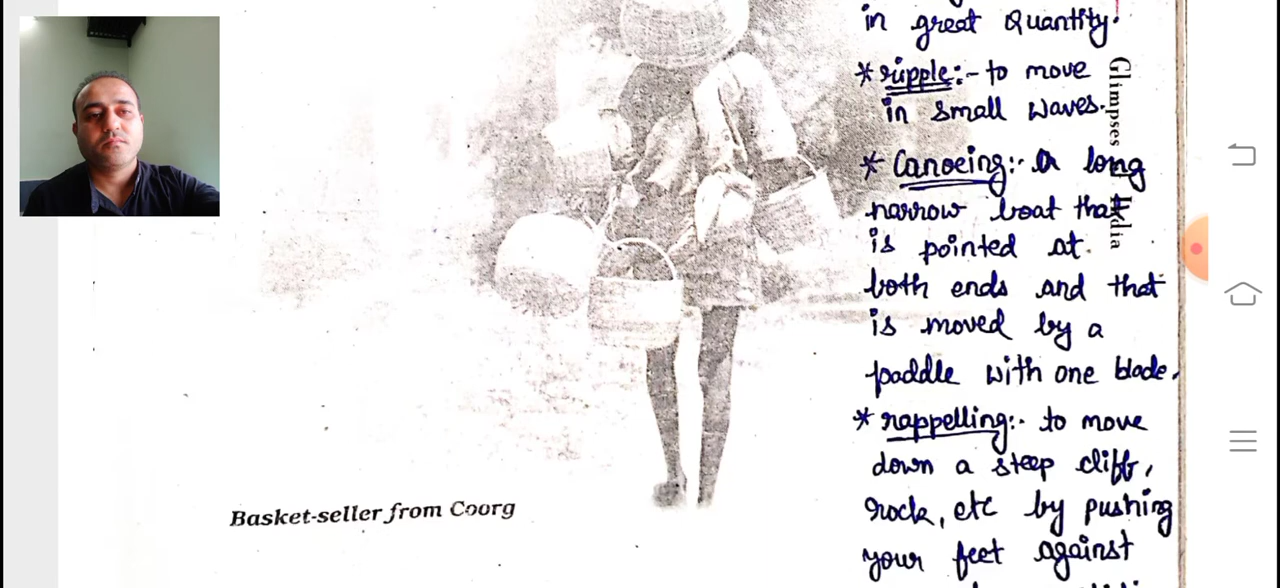 in great Quantity.
* ripple:- to move
in small waves.
* Canoeing:- a long
narrow boat that
is pointed at
both ends and that
is moved by a
paddle with one blade.
* rappelling:- to move
down a steep cliff,
rock, etc by pushing
your feet against
Glimpses India
Basket-seller from Coorg